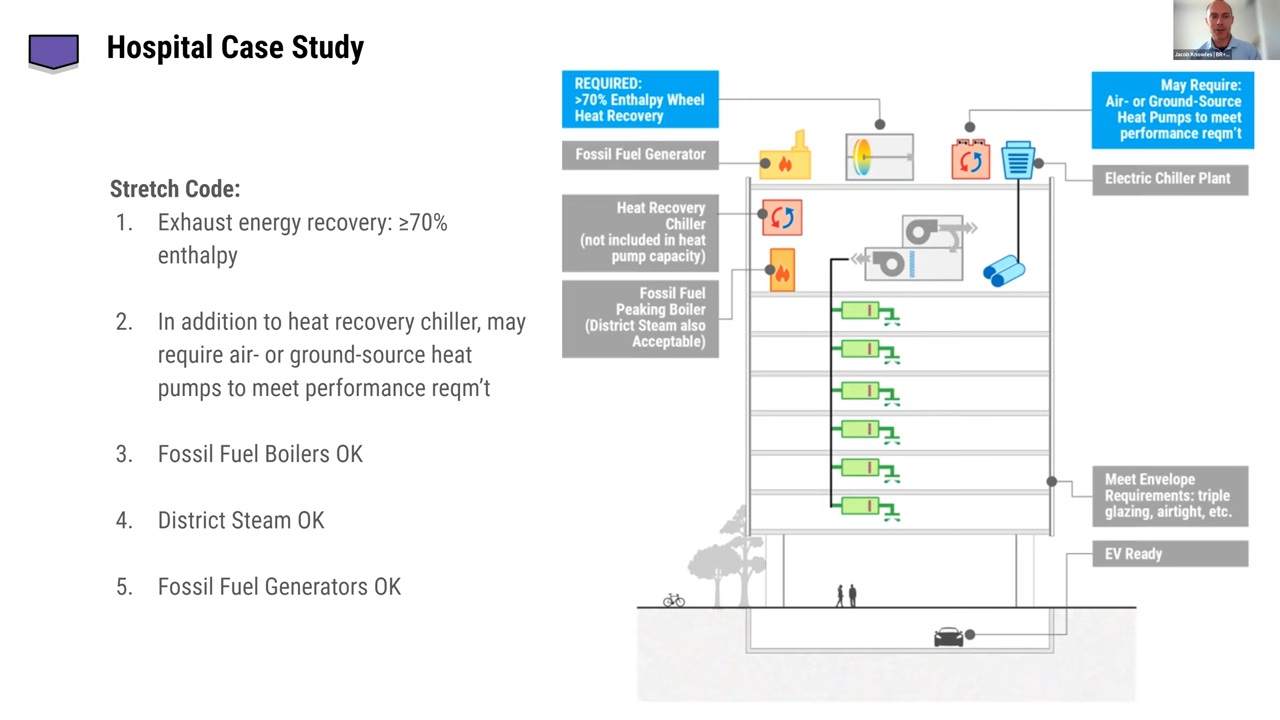 Hospital Case Study
Stretch Code:
1. Exhaust energy recovery: ≥70%
enthalpy
2. In addition to heat recovery chiller, may
require air- or ground-source heat
pumps to meet performance reqm't
3. Fossil Fuel Boilers OK
4. District Steam OK
5. Fossil Fuel Generators OK
REQUIRED:
>70% Enthalpy Wheel
Heat Recovery
Fossil Fuel Generator
Heat Recovery
Chiller
(not included in heat
pump capacity)
Fossil Fuel
Peaking Boiler
(District Steam also
Acceptable)
May Require:
Air- or Ground-Source
Heat Pumps to meet
performance reqm't
Electric Chiller Plant
Meet Envelope
Requirements: triple
glazing, airtight, etc.
EV Ready
Jacob Knowles | BR+...